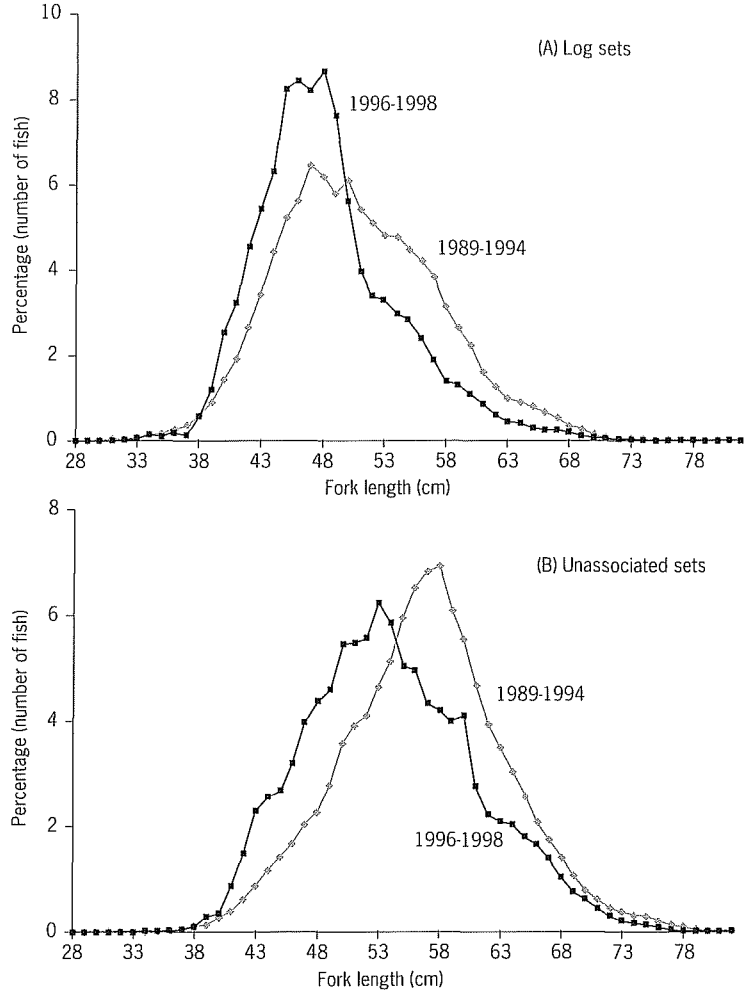 (A) Log sets
Percentage (number of fish)
10
8
6
4
2
0
1996-1998
1989-1994
28 33 38 43 48 53 58 63 68 73 78
Fork length (cm)
(B) Unassociated sets
Percentage (number of fish)
8
6
4
2
0
1989-1994
1996-1998
28 33 38 43 48 53 58 63 68 73 78
Fork length (cm)